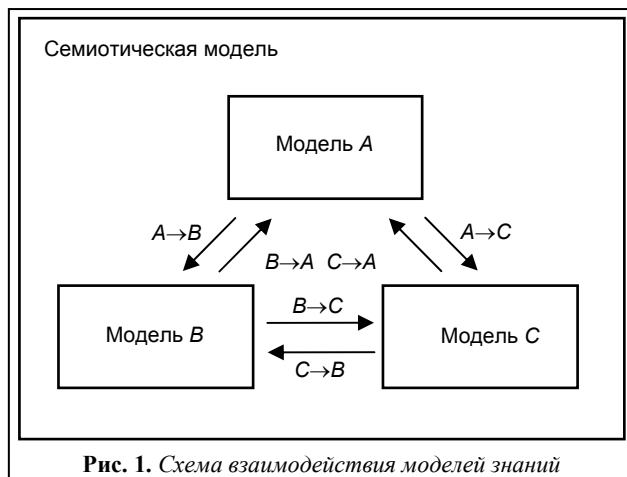 Семиотическая модель
Модель A
A→B
A→C
B→A C→A
B→C
Модель B
Модель C
C→B
Рис. 1. Схема взаимодействия моделей знаний